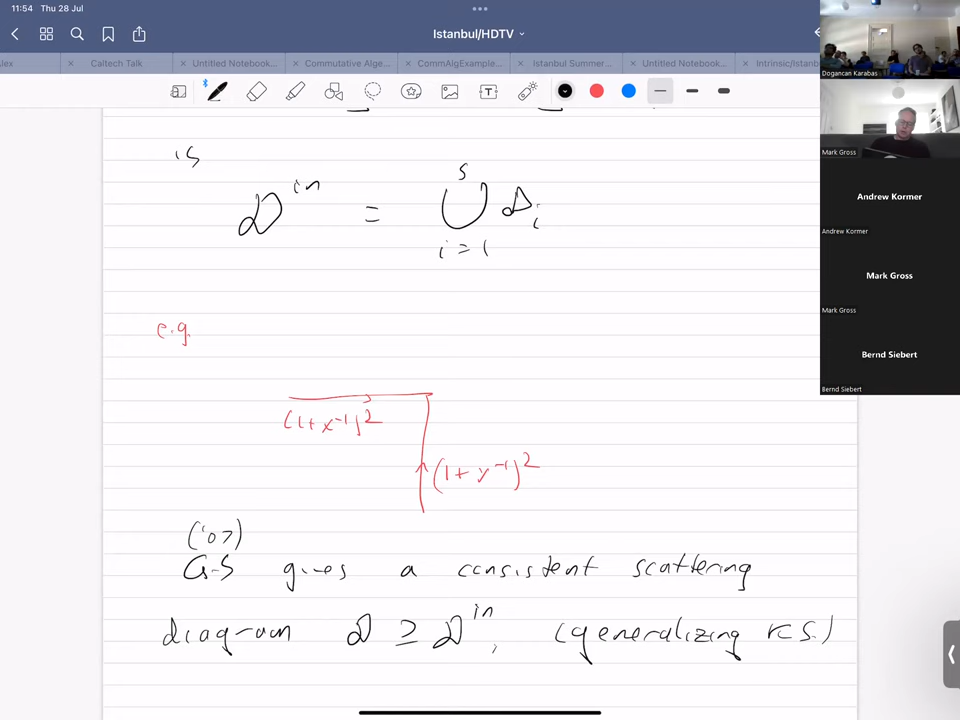 11:54 Thu 28 Jul
Istanbul/HDTV
Caltech Talk
Untitled Notebook...
Commutative Alge...
CommAlgExample...
Istanbul Summer...
Untitled Notebook...
Intrinsic/Istanbu
Dogancan Karabas
Mark Gross
Andrew Kormer
Andrew Kormer
Mark Gross
Mark Gross
Bernd Siebert
Bernd Siebert
is
𝒟^in = ⋃_{i=1}^{s} 𝒟_i
e.g.
(1+x^{-1})^2
(1+y^{-1})^2
('07)
G-S gives a consistent scattering
diagram 𝒟 ⊇ 𝒟^in, (generalizing K.S.)